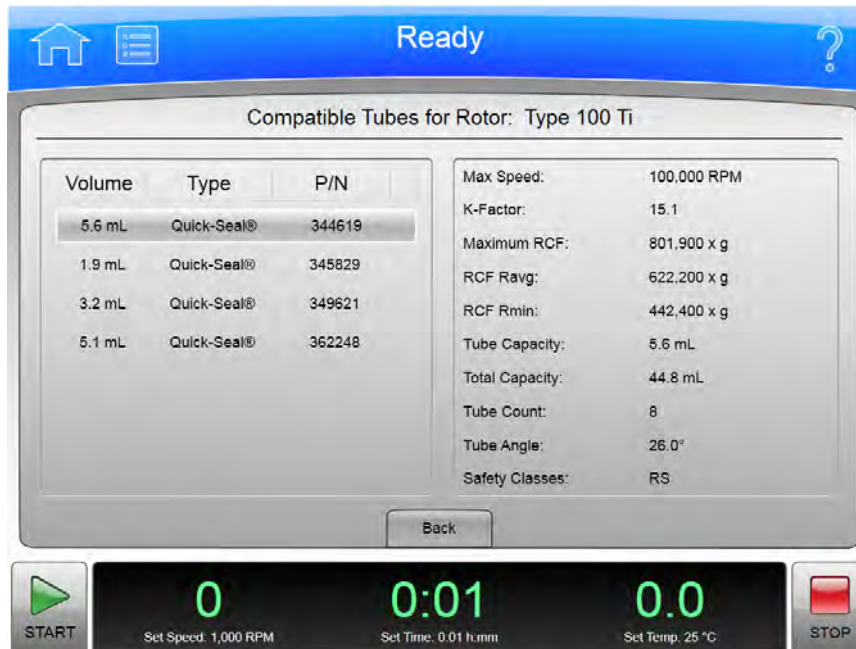 Ready
Compatible Tubes for Rotor: Type 100 Ti
Volume Type P/N
5.6 mL Quick-Seal® 344619
1.9 mL Quick-Seal® 345829
3.2 mL Quick-Seal® 349621
5.1 mL Quick-Seal® 362248
Max Speed: 100,000 RPM
K-Factor: 15.1
Maximum RCF: 801,900 x g
RCF Ravg: 622,200 x g
RCF Rmin: 442,400 x g
Tube Capacity: 5.6 mL
Total Capacity: 44.8 mL
Tube Count: 8
Tube Angle: 26.0°
Safety Classes: RS
Back
START
0
Set Speed: 1,000 RPM
0:01
Set Time: 0:01 h:mm
0.0
Set Temp: 25 °C
STOP